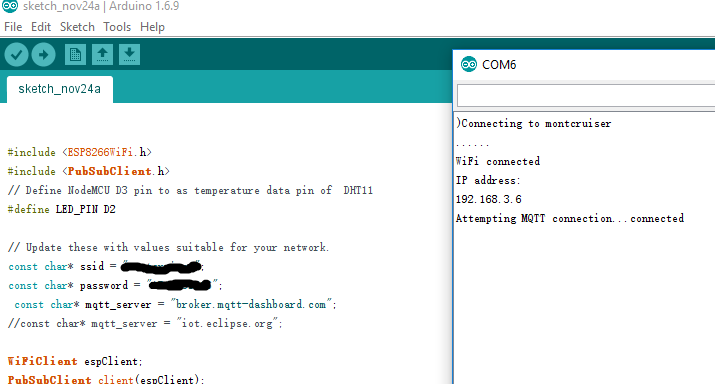 sketch_nov24a | Arduino 1.6.9
File Edit Sketch Tools Help
sketch_nov24a
#include <ESP8266WiFi.h>
#include <PubSubClient.h>
// Define NodeMCU D3 pin to as temperature data pin of  DHT11
#define LED_PIN D2
// Update these with values suitable for your network.
const char* ssid = "";
const char* password = "";
const char* mqtt_server = "broker.mqtt-dashboard.com";
//const char* mqtt_server = "iot.eclipse.org";
WiFiClient espClient;
PubSubClient client(espClient);
COM6
)Connecting to montcruiser
......
WiFi connected
IP address:
192.168.3.6
Attempting MQTT connection...connected